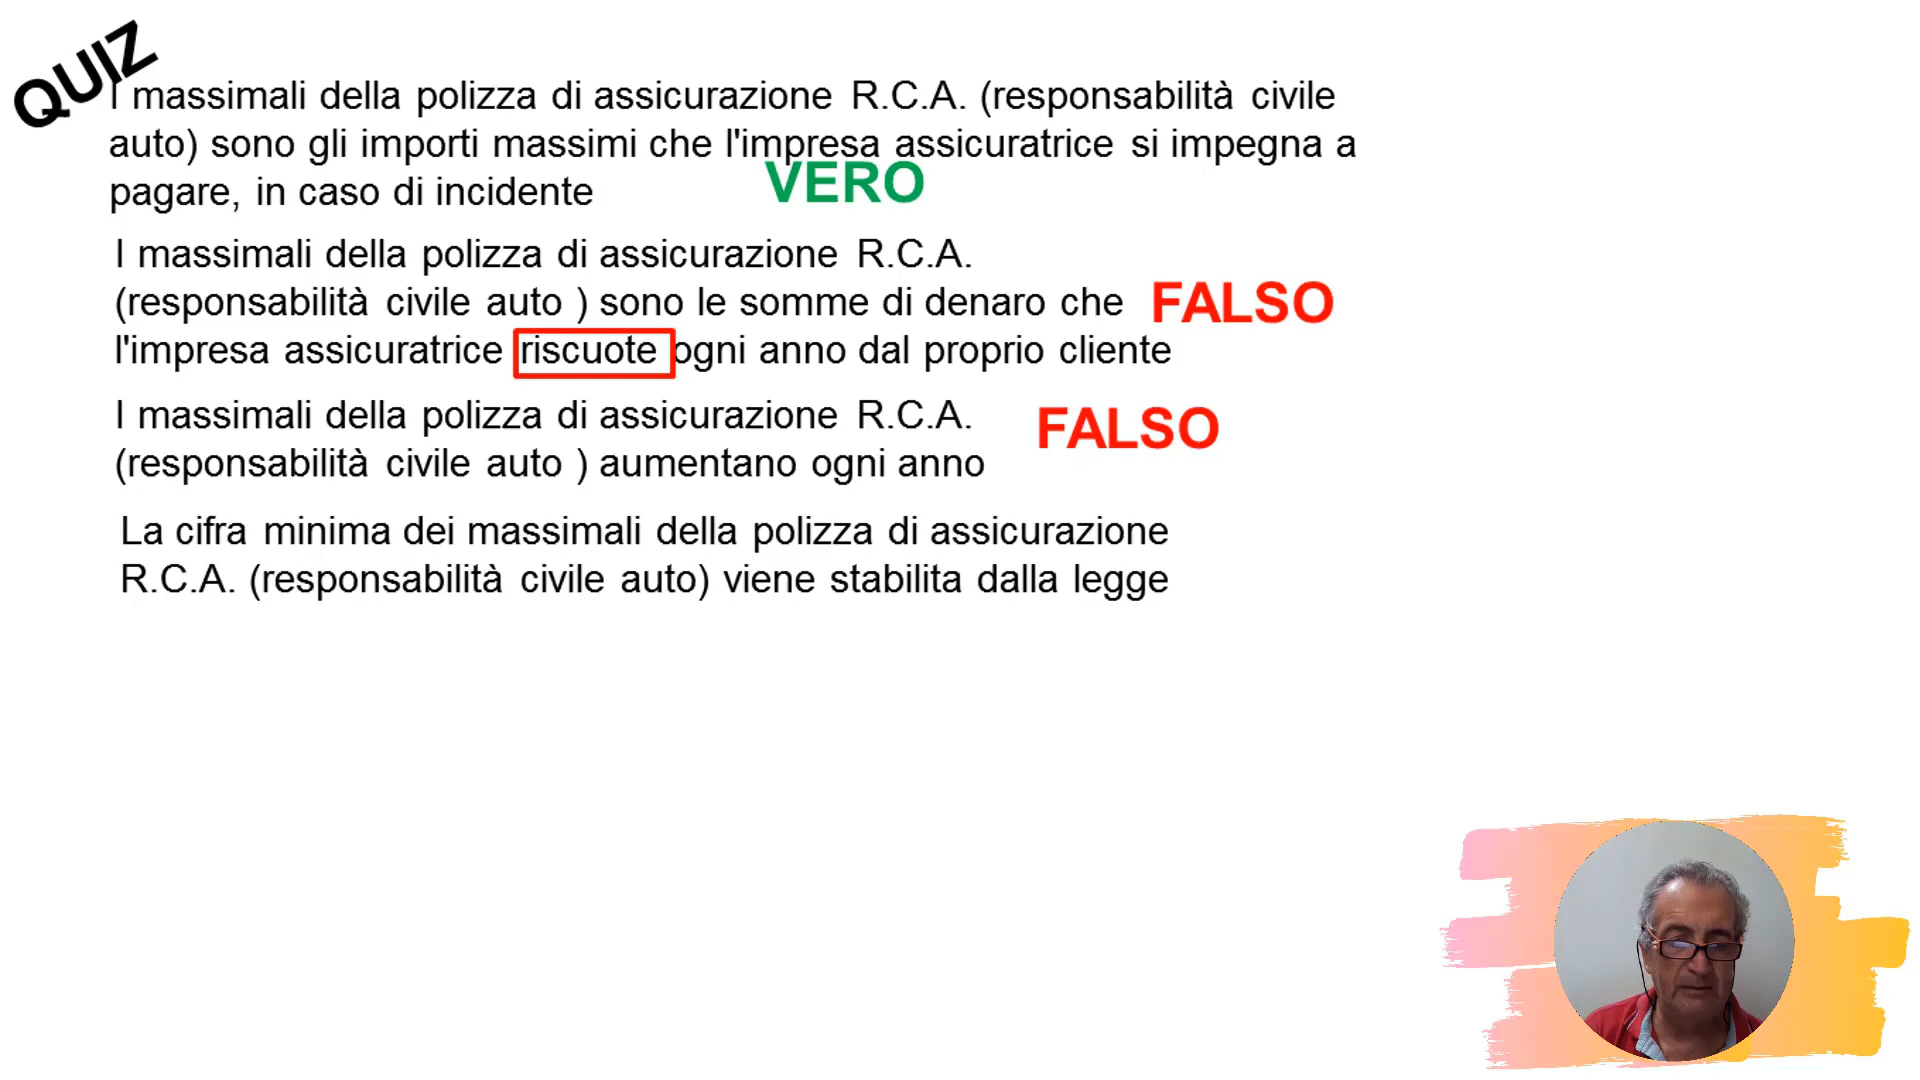 QUIZ
I massimali della polizza di assicurazione R.C.A. (responsabilità civile
auto) sono gli importi massimi che l'impresa assicuratrice si impegna a
pagare, in caso di incidente
VERO
I massimali della polizza di assicurazione R.C.A.
(responsabilità civile auto ) sono le somme di denaro che
FALSO
l'impresa assicuratrice riscuote ogni anno dal proprio cliente
I massimali della polizza di assicurazione R.C.A.
FALSO
(responsabilità civile auto ) aumentano ogni anno
La cifra minima dei massimali della polizza di assicurazione
R.C.A. (responsabilità civile auto) viene stabilita dalla legge